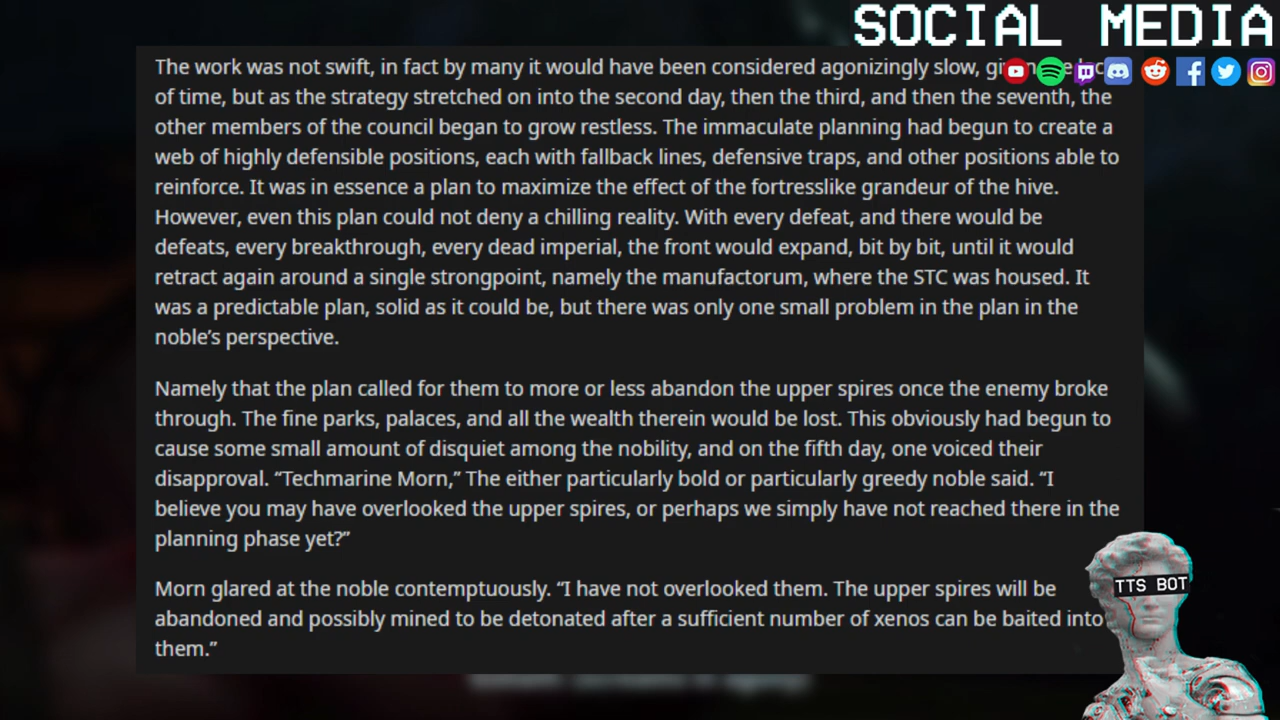 SOCIAL MEDIA
The work was not swift, in fact by many it would have been considered agonizingly slow,
of time, but as the strategy stretched on into the second day, then the third, and then the seventh, the
other members of the council began to grow restless. The immaculate planning had begun to create a
web of highly defensible positions, each with fallback lines, defensive traps, and other positions able to
reinforce. It was in essence a plan to maximize the effect of the fortresslike grandeur of the hive.
However, even this plan could not deny a chilling reality. With every defeat, and there would be
defeats, every breakthrough, every dead imperial, the front would expand, bit by bit, until it would
retract again around a single strongpoint, namely the manufactorum, where the STC was housed. It
was a predictable plan, solid as it could be, but there was only one small problem in the plan in the
noble’s perspective.
Namely that the plan called for them to more or less abandon the upper spires once the enemy broke
through. The fine parks, palaces, and all the wealth therein would be lost. This obviously had begun to
cause some small amount of disquiet among the nobility, and on the fifth day, one voiced their
disapproval. “Techmarine Morn,” The either particularly bold or particularly greedy noble said. “I
believe you may have overlooked the upper spires, or perhaps we simply have not reached there in the
planning phase yet?”
Morn glared at the noble contemptuously. “I have not overlooked them. The upper spires will be
abandoned and possibly mined to be detonated after a sufficient number of xenos can be baited into
them.”
TTS BOT